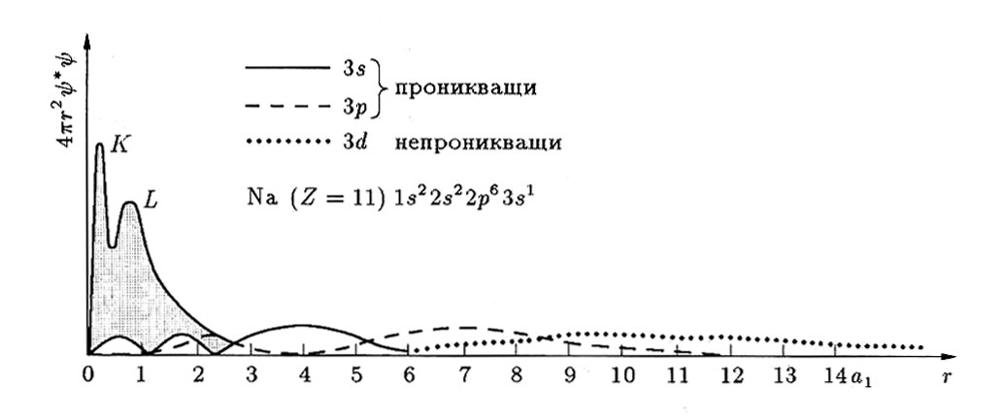 4πr²ψ*ψ
3s
3p
проникващи
3d непроникващи
K
L
Na (Z = 11) 1s²2s²2p⁶3s¹
0 1 2 3 4 5 6 7 8 9 10 11 12 13 14a₁ r